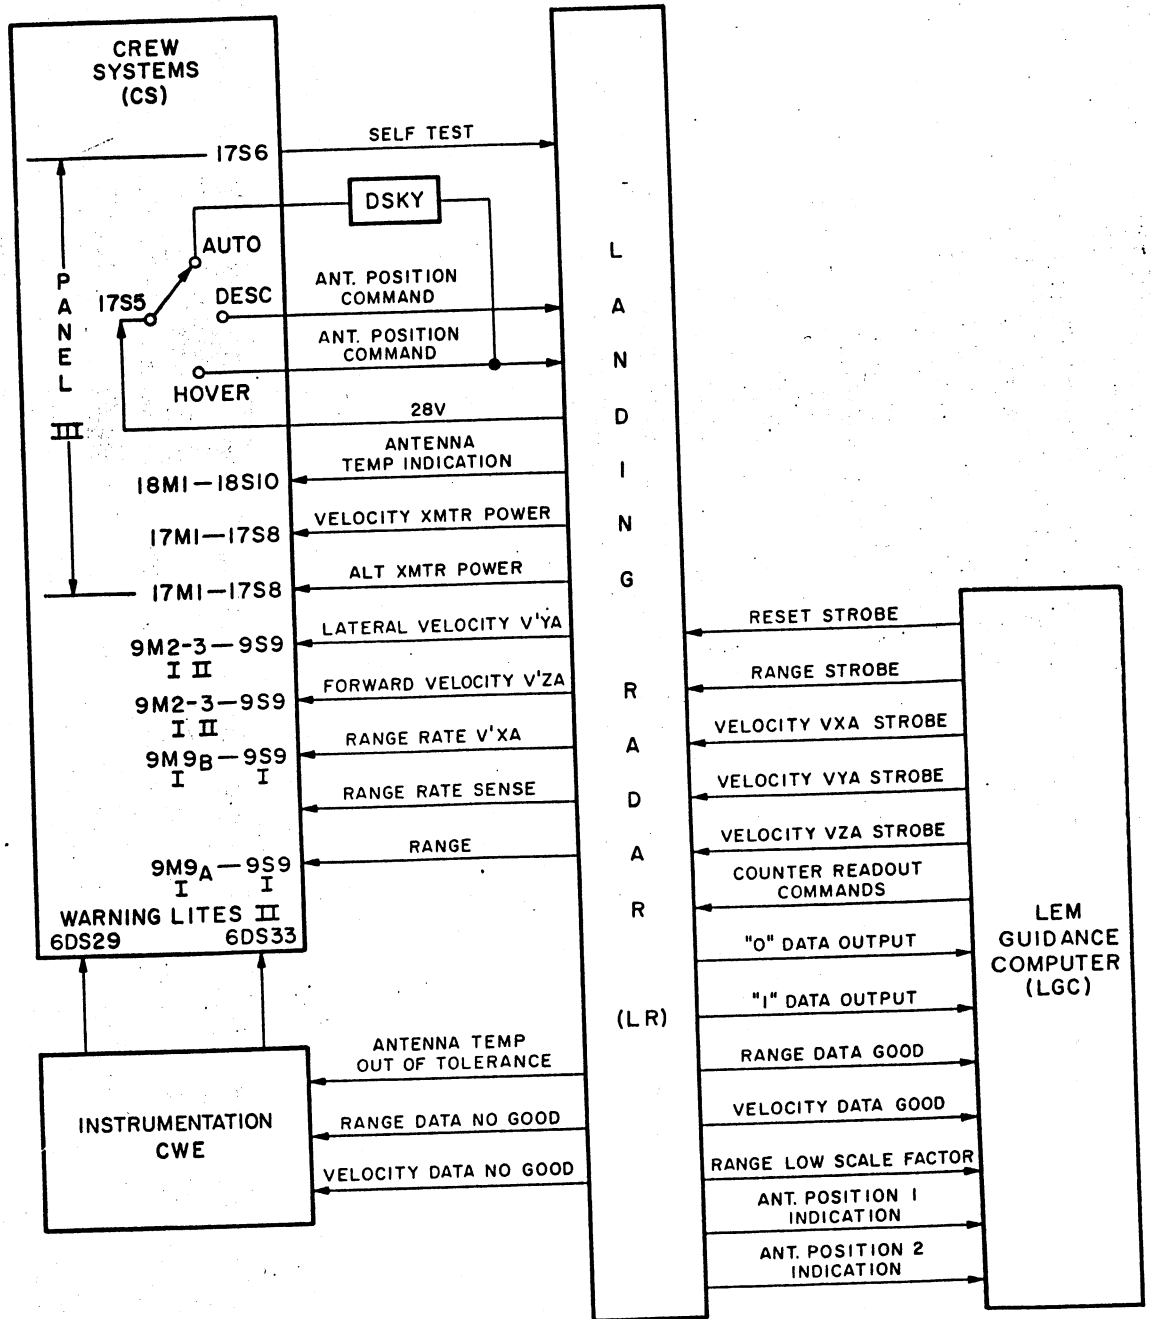 CREW
SYSTEMS
(CS)
17S6
SELF TEST
DSKY
AUTO
17S5
DESC
ANT. POSITION
COMMAND
HOVER
ANT. POSITION
COMMAND
28V
PANEL
III
ANTENNA
TEMP INDICATION
18M1—18S10
VELOCITY XMTR POWER
17M1—17S8
ALT XMTR POWER
17M1—17S8
LATERAL VELOCITY V'YA
9M2-3—9S9
I II
FORWARD VELOCITY V'ZA
9M2-3—9S9
I II
RANGE RATE V'XA
9M9B—9S9
I I
RANGE RATE SENSE
RANGE
9M9A—9S9
I I
WARNING LITES II
6DS29 6DS33
INSTRUMENTATION
CWE
ANTENNA TEMP
OUT OF TOLERANCE
RANGE DATA NO GOOD
VELOCITY DATA NO GOOD
LANDING
RADAR
(LR)
RESET STROBE
RANGE STROBE
VELOCITY VXA STROBE
VELOCITY VYA STROBE
VELOCITY VZA STROBE
COUNTER READOUT
COMMANDS
"0" DATA OUTPUT
"1" DATA OUTPUT
RANGE DATA GOOD
VELOCITY DATA GOOD
RANGE LOW SCALE FACTOR
ANT. POSITION 1
INDICATION
ANT. POSITION 2
INDICATION
LEM
GUIDANCE
COMPUTER
(LGC)